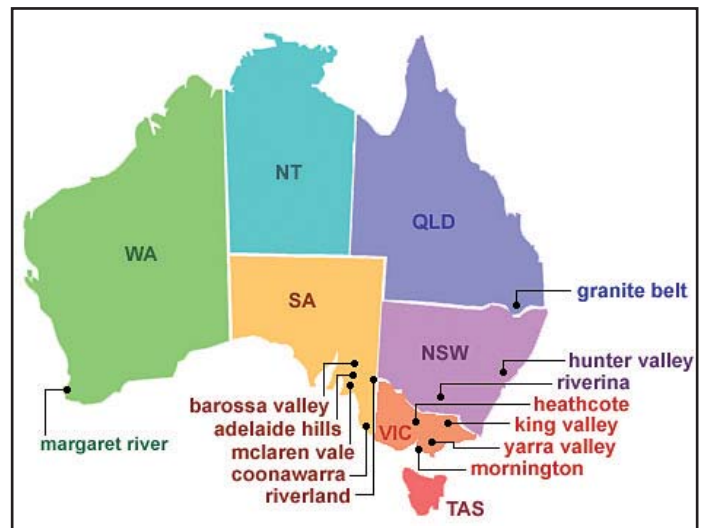 NT
QLD
WA
SA
granite belt
NSW
hunter valley
riverina
barossa valley
heathcote
adelaide hills
VIC
king valley
margaret river
mclaren vale
yarra valley
coonawarra
mornington
riverland
TAS